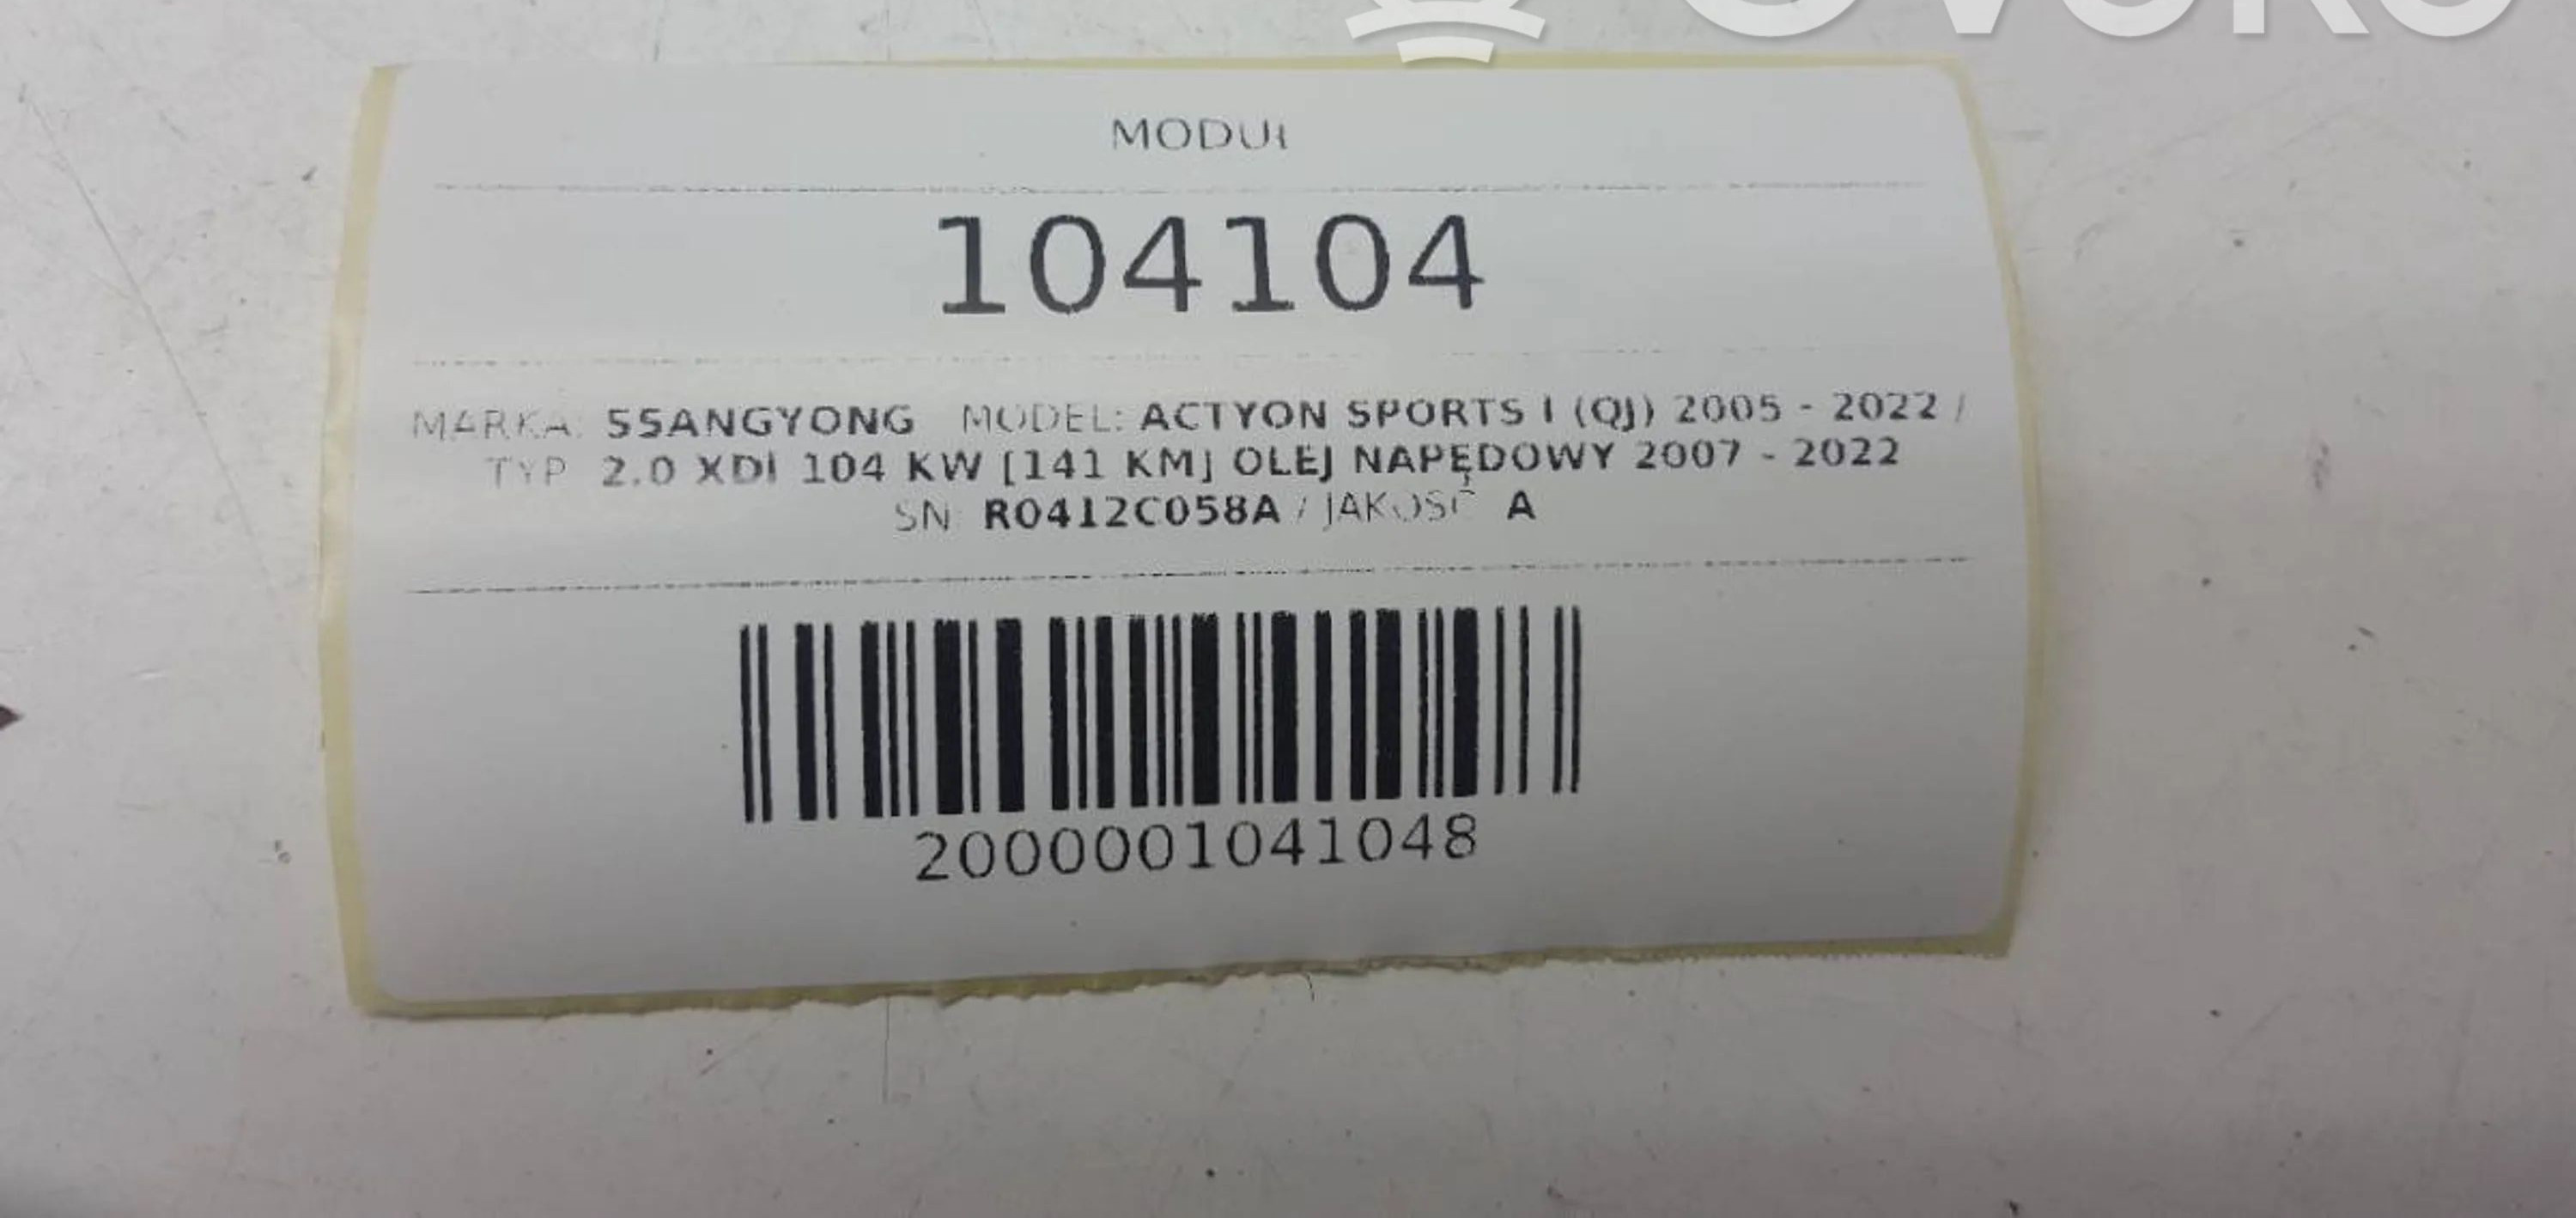 OVOKO
MODUŁ
104104
MARKA: SSANGYONG MODEL: ACTYON SPORTS I (QJ) 2005 - 2022 /
TYP 2.0 XDI 104 KW [141 KM] OLEJ NAPĘDOWY 2007 - 2022
SN R0412C058A / JAKOŚĆ A
2000001041048